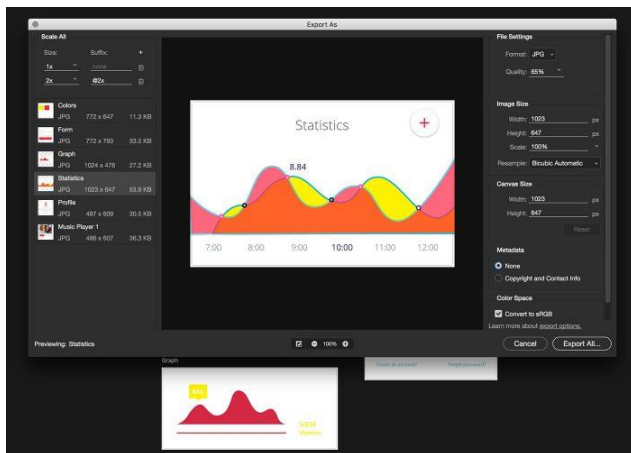 Export As
Scale All
Size: Suffix: +
1x none
2x @2x
Colors
JPG 772 x 647 11.3 KB
Form
JPG 772 x 793 33.5 KB
Graph
JPG 1024 x 478 27.2 KB
Statistics
JPG 1023 x 647 53.9 KB
Profile
JPG 487 x 609 30.5 KB
Music Player 1
JPG 486 x 607 36.3 KB
Previewing: Statistics
Statistics
+
8.84
7:00 8:00 9:00 10:00 11:00 12:00
100%
File Settings
Format: JPG
Quality: 65%
Image Size
Width: 1023 px
Height: 647 px
Scale: 100%
Resample: Bicubic Automatic
Canvas Size
Width: 1023 px
Height: 647 px
Reset
Metadata
None
Copyright and Contact Info
Color Space
Convert to sRGB
Learn more about export options.
Cancel Export All...
Graph
Create an account! Forgot password?